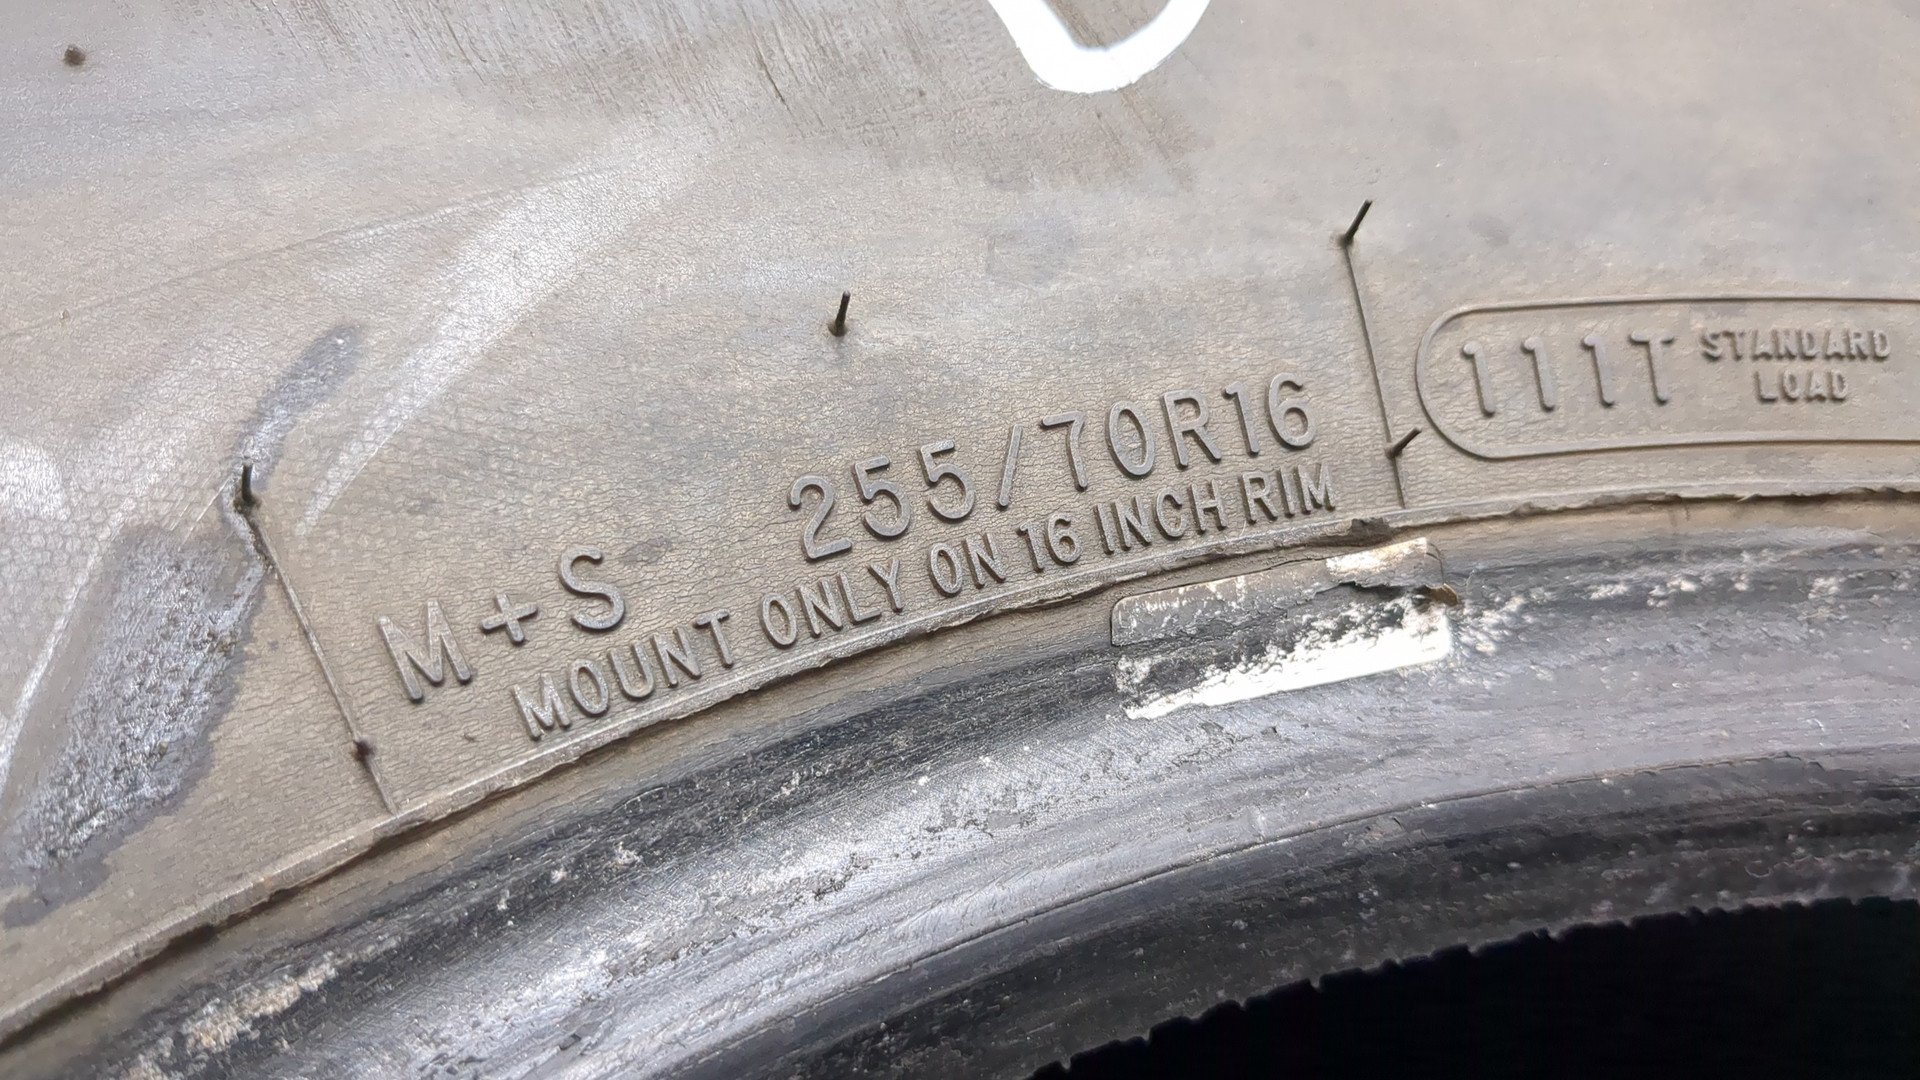 M+S 255/70R16
MOUNT ONLY ON 16 INCH RIM
111T STANDARD
LOAD